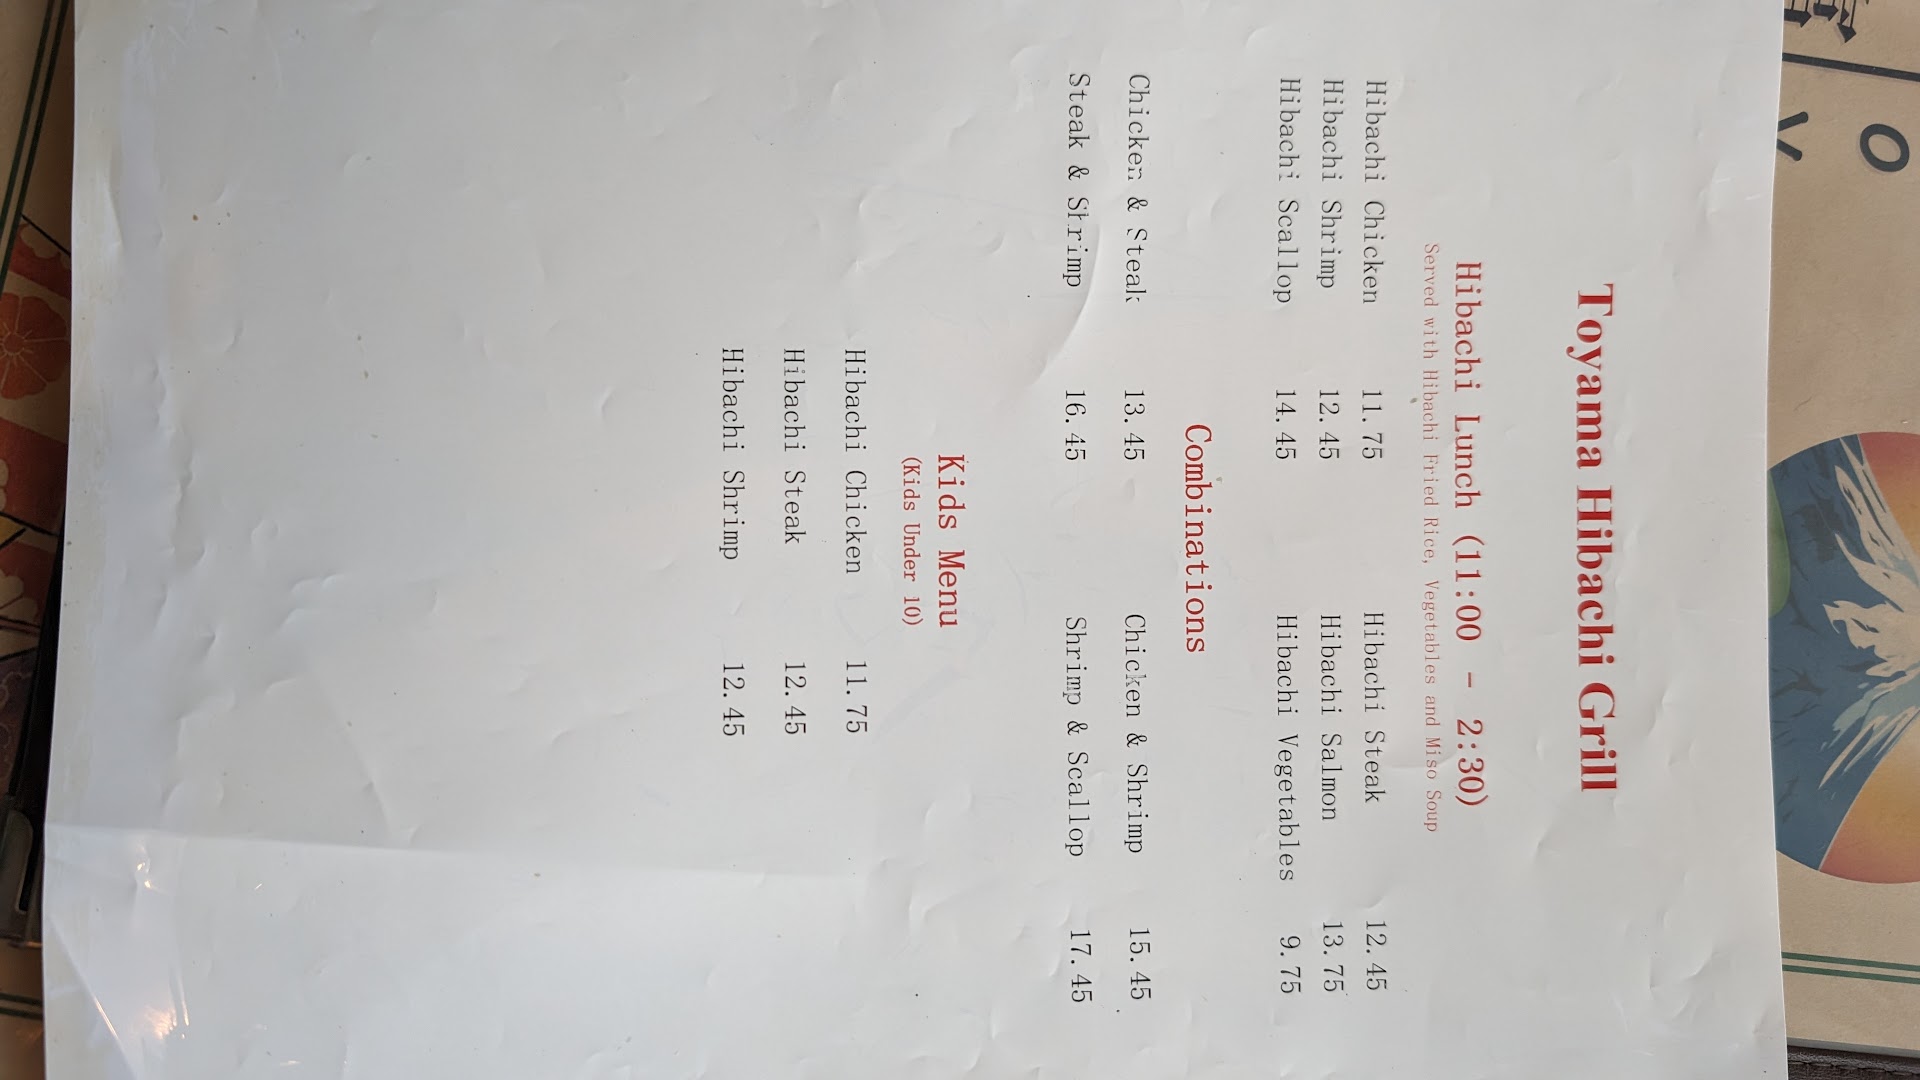 Toyama Hibachi Grill
Hibachi Lunch (11:00 - 2:30)
Served with Hibachi Fried Rice, Vegetables and Miso Soup
Hibachi Chicken 11.75 Hibachi Steak 12.45
Hibachi Shrimp 12.45 Hibachi Salmon 13.75
Hibachi Scallop 14.45 Hibachi Vegetables 9.75
Combinations
Chicken & Steak 13.45 Chicken & Shrimp 15.45
Steak & Shrimp 16.45 Shrimp & Scallop 17.45
Kids Menu
(Kids Under 10)
Hibachi Chicken 11.75
Hibachi Steak 12.45
Hibachi Shrimp 12.45